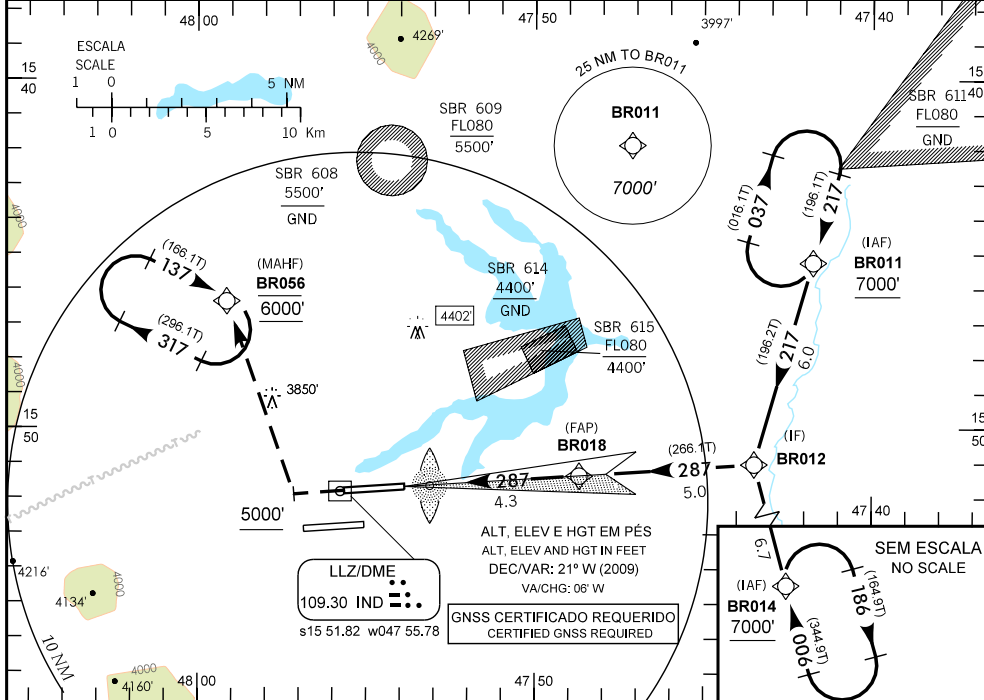 48 00
47 50
47 40
4269'
4000
3997'
ESCALA
SCALE
1 0 5 NM
1 0 5 10 Km
15
40
15
40
25 NM TO BR011
BR011
7000'
SBR 609
FL080
5500'
SBR 611
FL080
GND
SBR 608
5500'
GND
4000
(016.1T)
037
(196.1T)
217
(IAF)
BR011
7000'
(166.1T)
137
(MAHF)
BR056
6000'
(296.1T)
317
SBR 614
4400'
GND
4402'
SBR 615
FL080
4400'
(196.2T)
217
6.0
4000
3850'
15
50
15
50
(FAP)
BR018
(266.1T)
287
5.0
(IF)
BR012
287
4.3
5000'
47 40
ALT, ELEV E HGT EM PÉS
ALT, ELEV AND HGT IN FEET
DEC/VAR: 21° W (2009)
VA/CHG: 06' W
6.7
SEM ESCALA
NO SCALE
LLZ/DME
109.30 IND
s15 51.82 w047 55.78
GNSS CERTIFICADO REQUERIDO
CERTIFIED GNSS REQUIRED
(IAF)
BR014
7000'
(164.9T)
186
(344.9T)
006
4216'
4134'
4000
10 NM
4000
4160'
48 00
47 50